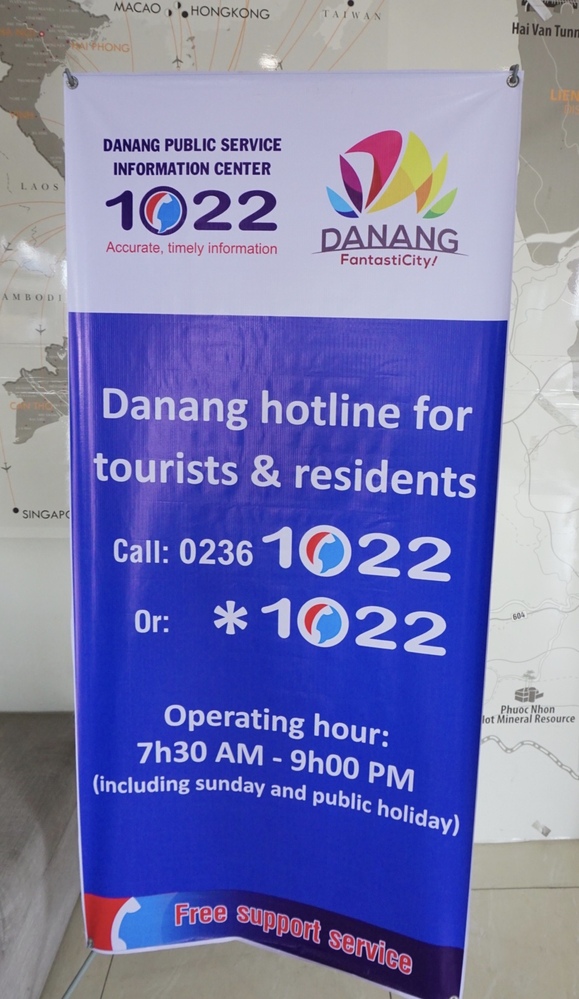 MACAO
HONGKONG
TAIWAN
Hai Van Tunn
LAOS
SINGAP
604
Phuoc Nhon
Hot Mineral Resource
DANANG PUBLIC SERVICE
INFORMATION CENTER
1022
Accurate, timely information
DANANG
FantastiCity!
Danang hotline for
tourists & residents
Call: 0236 1022
Or: *1022
Operating hour:
7h30 AM - 9h00 PM
(including sunday and public holiday)
Free support service